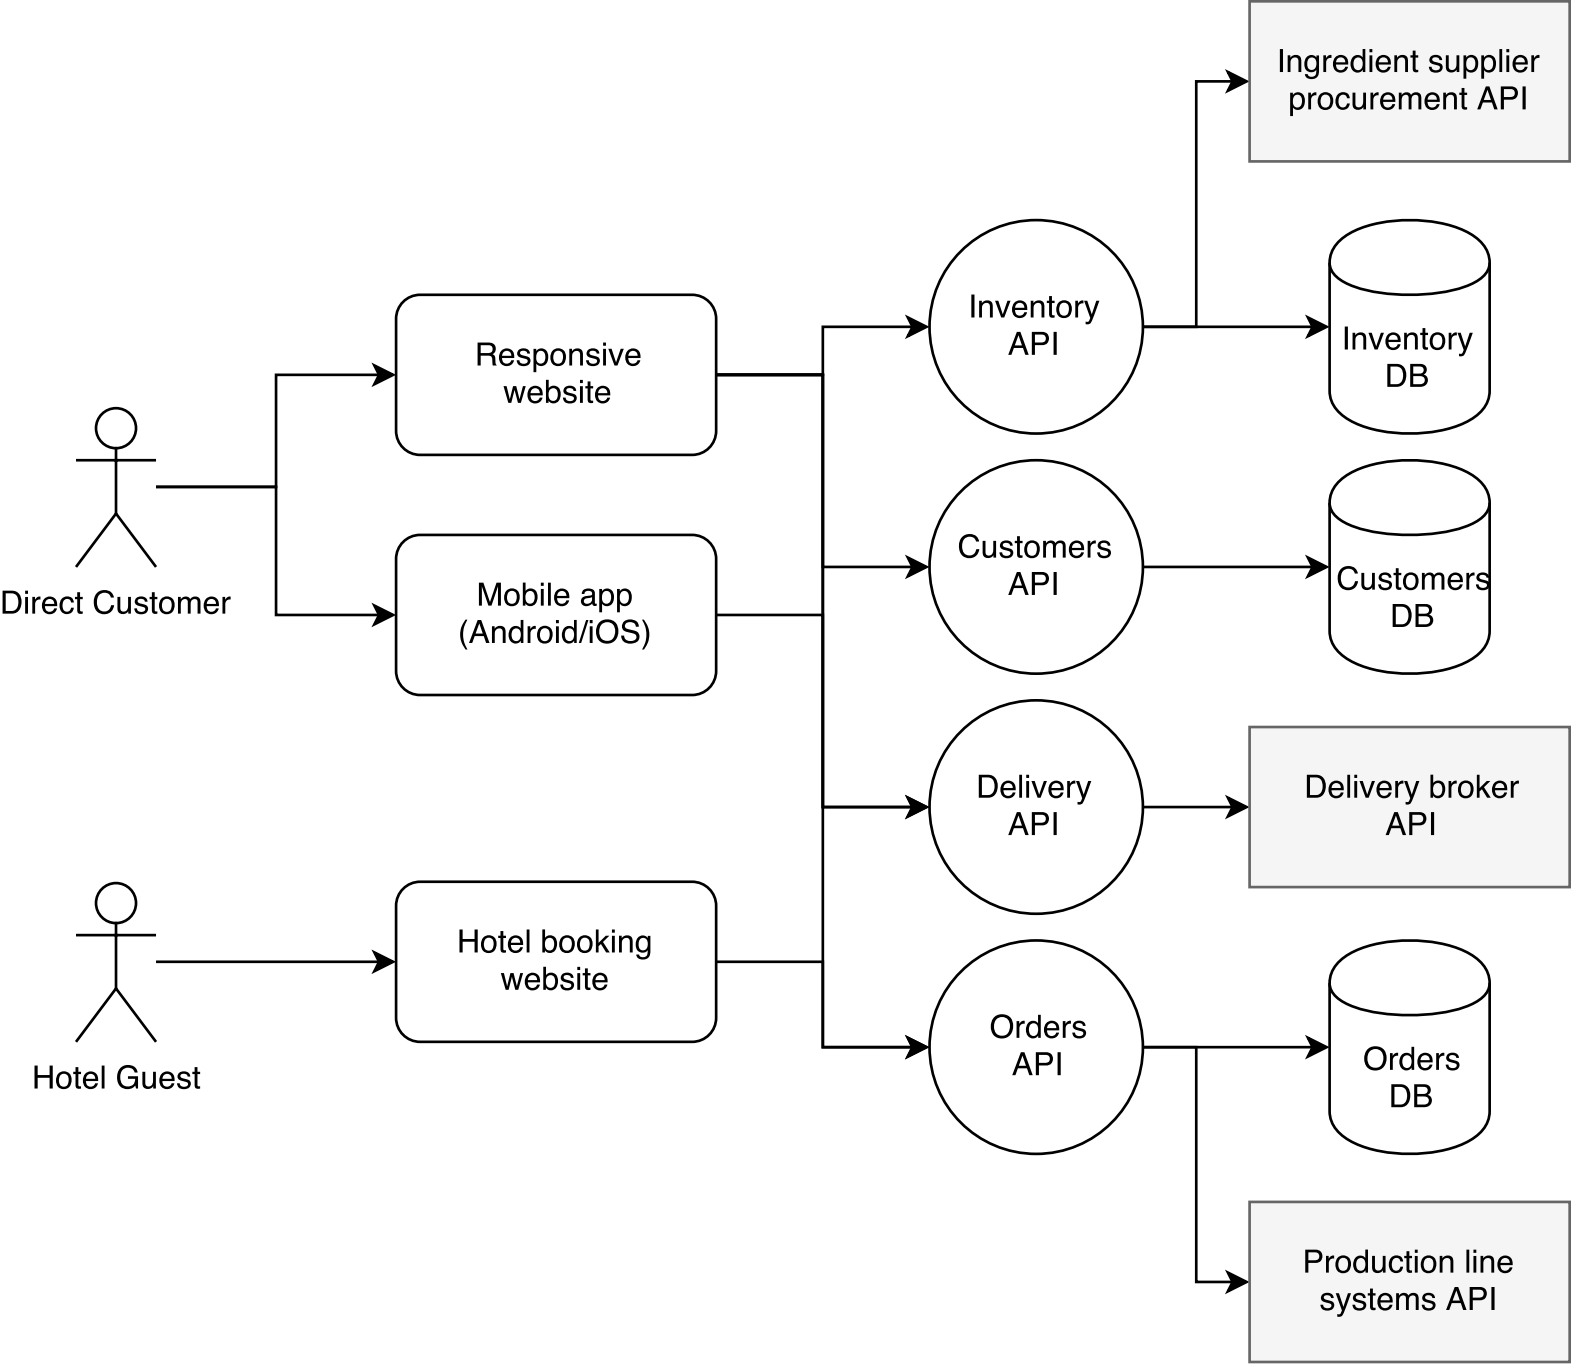 Ingredient supplier
procurement API
Inventory
API
Inventory
DB
Responsive
website
Direct Customer
Mobile app
(Android/iOS)
Customers
API
Customers
DB
Delivery
API
Delivery broker
API
Hotel Guest
Hotel booking
website
Orders
API
Orders
DB
Production line
systems API